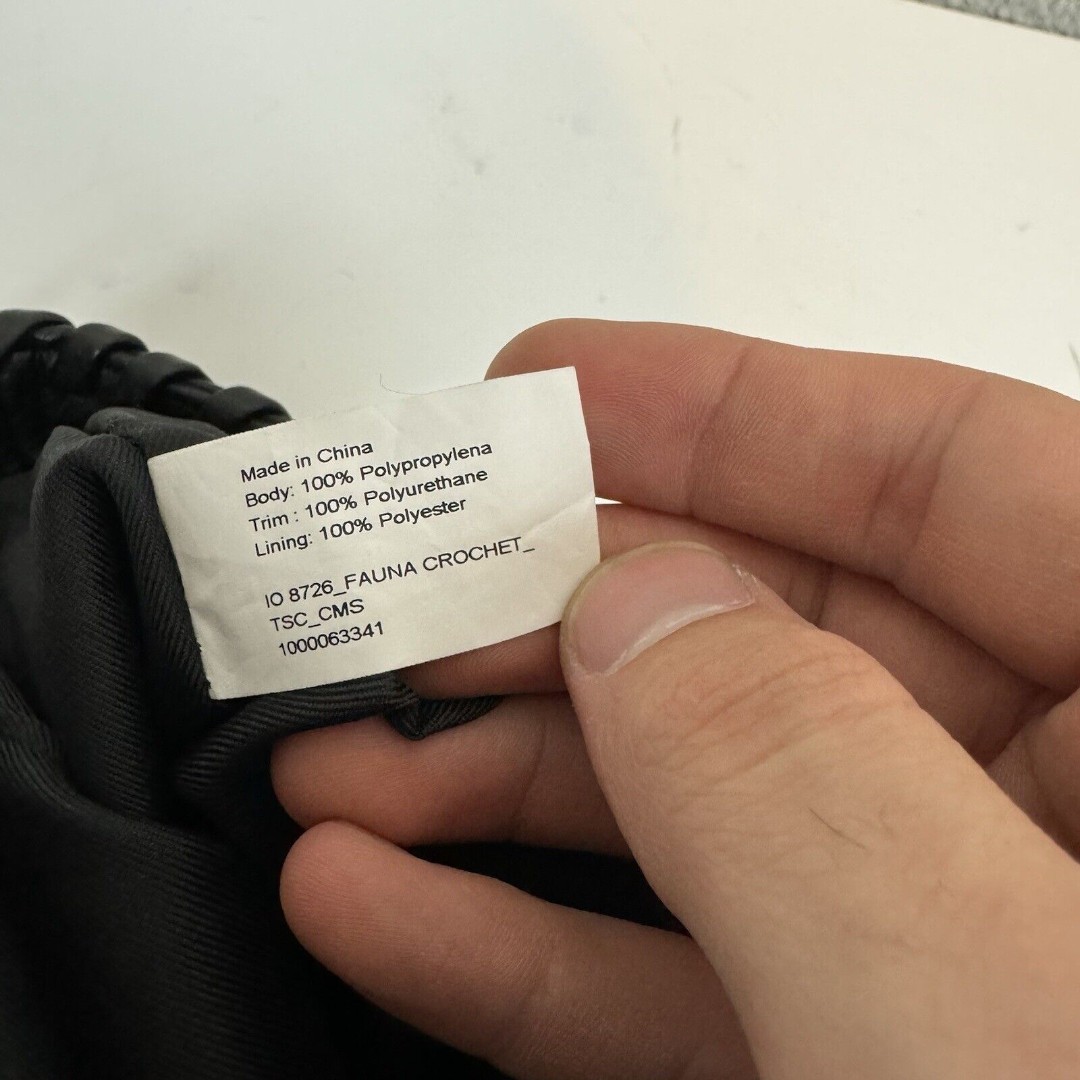 Made in China
Body: 100% Polypropylena
Trim : 100% Polyurethane
Lining: 100% Polyester
IO 8726_FAUNA CROCHET_
TSC_CMS
1000063341